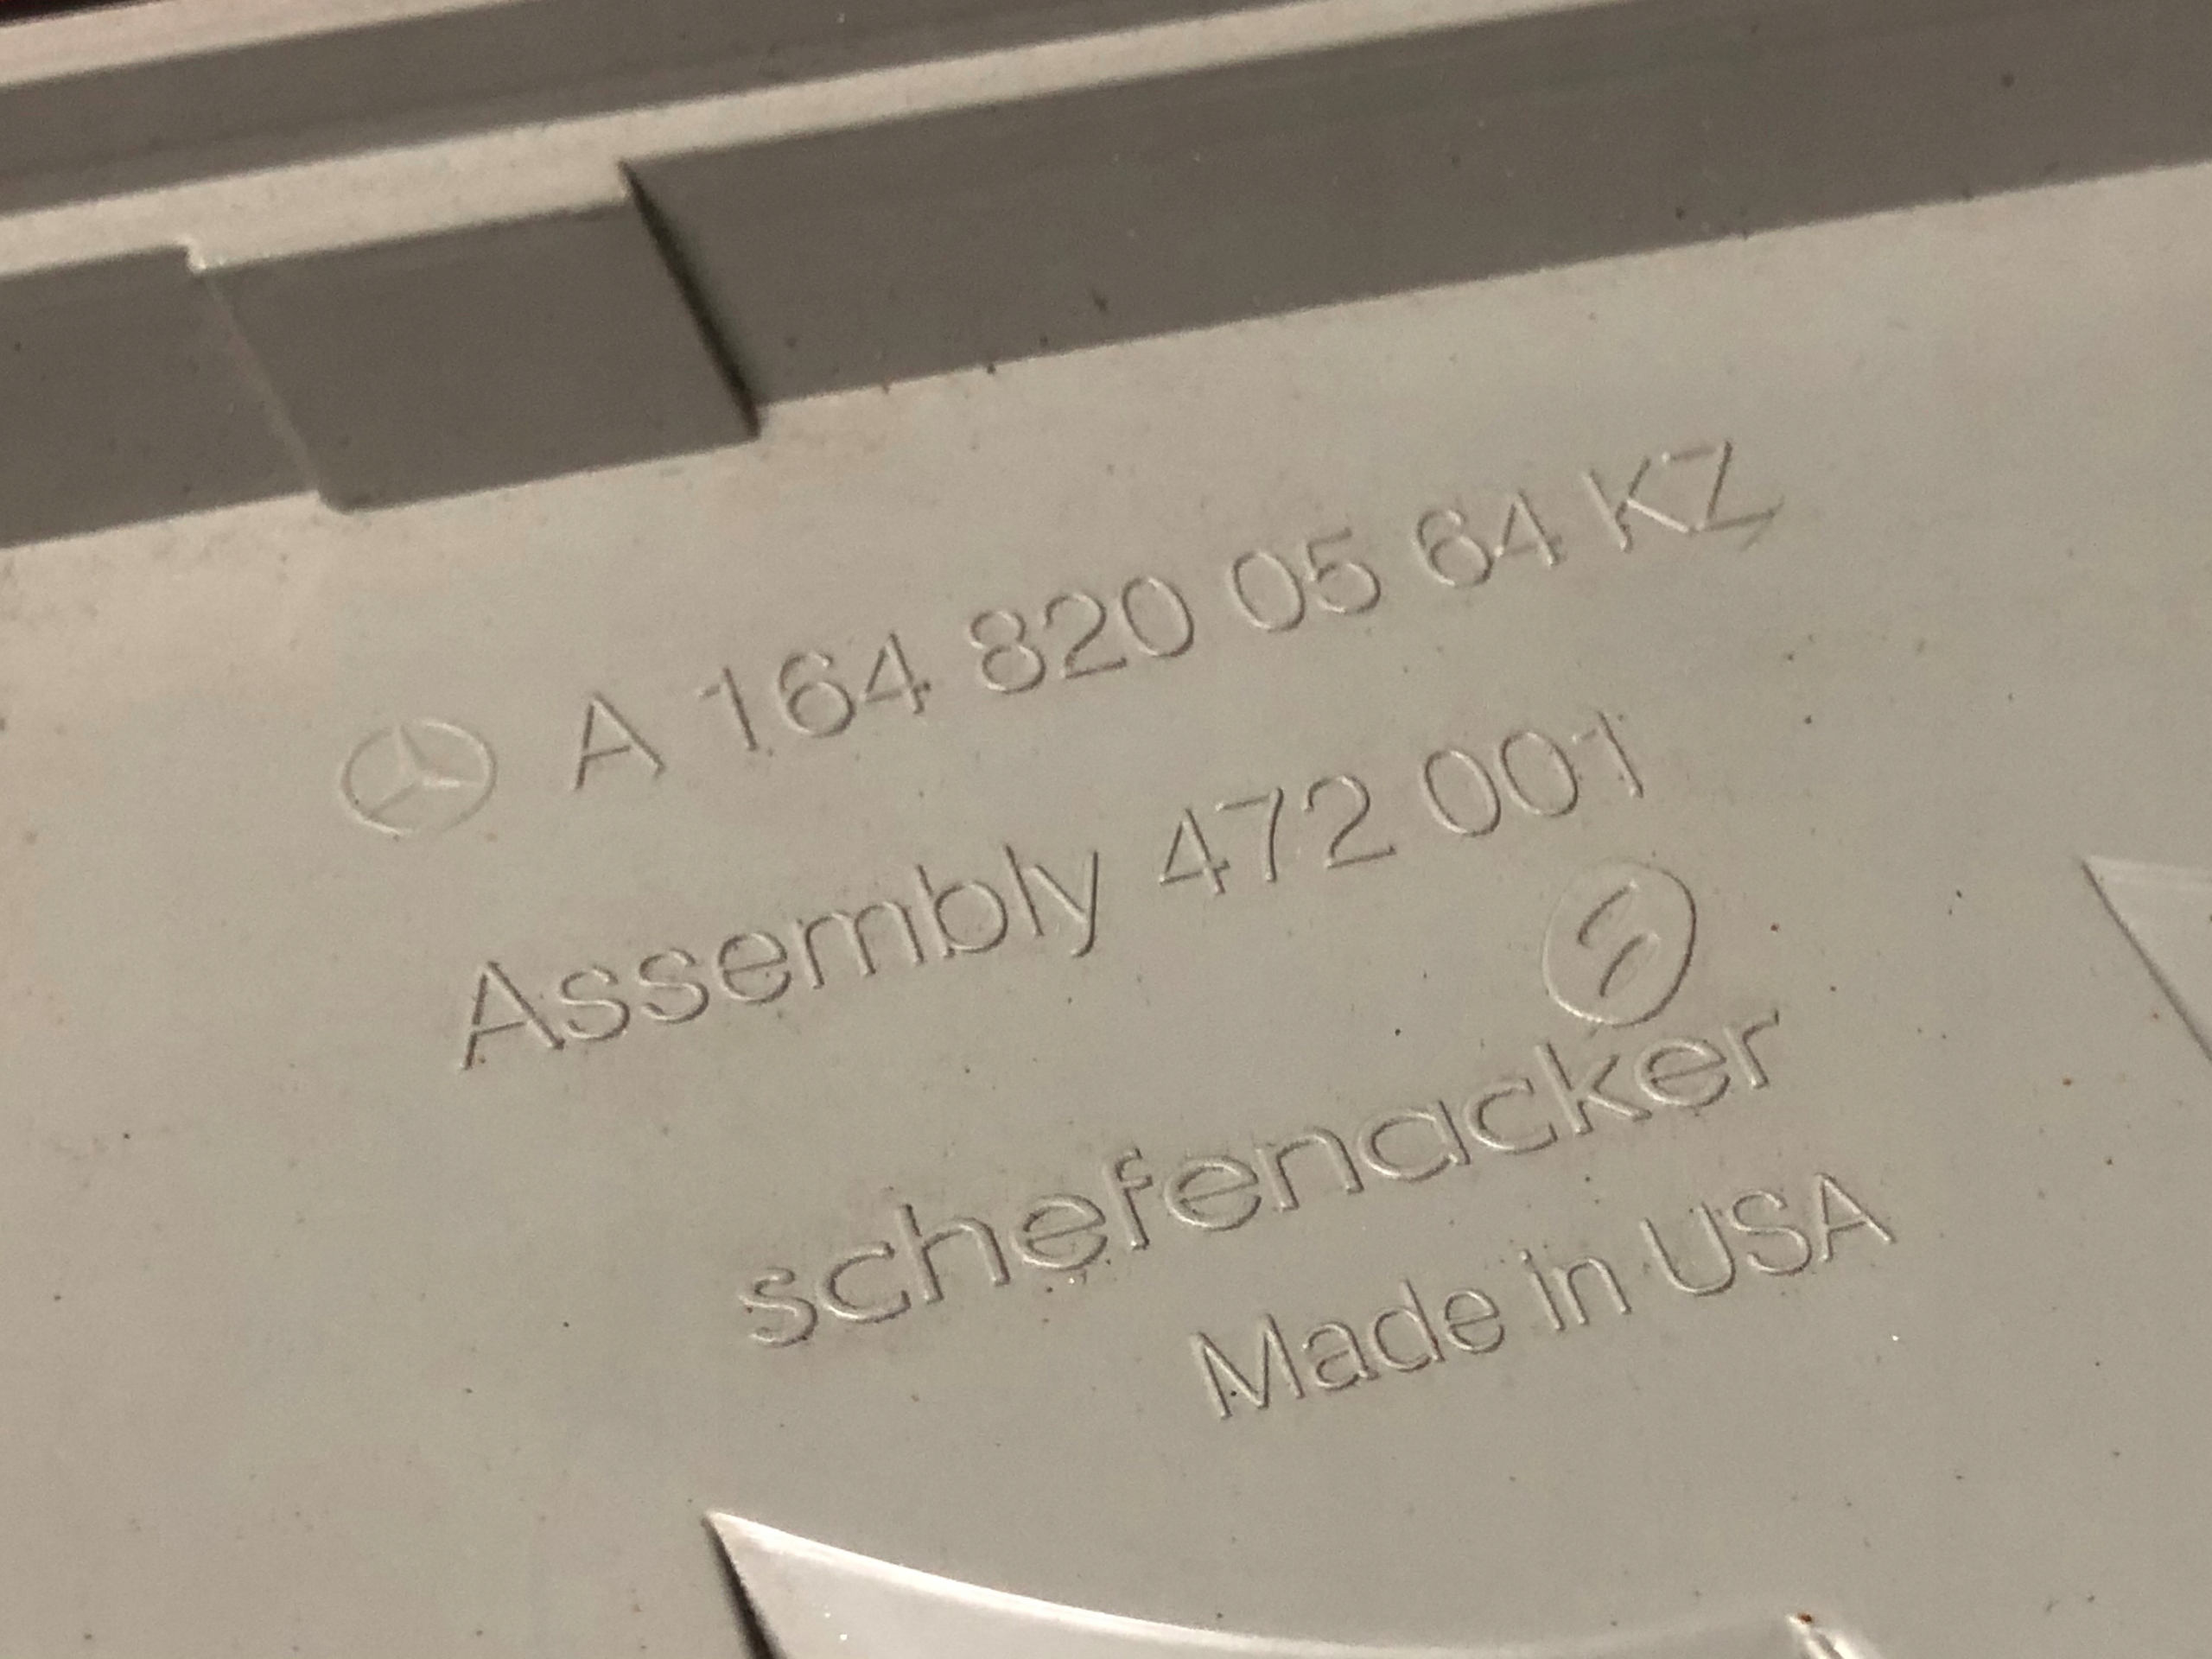 A 164 820 05 64 KZ
Assembly 472 001
schefenacker
Made in USA